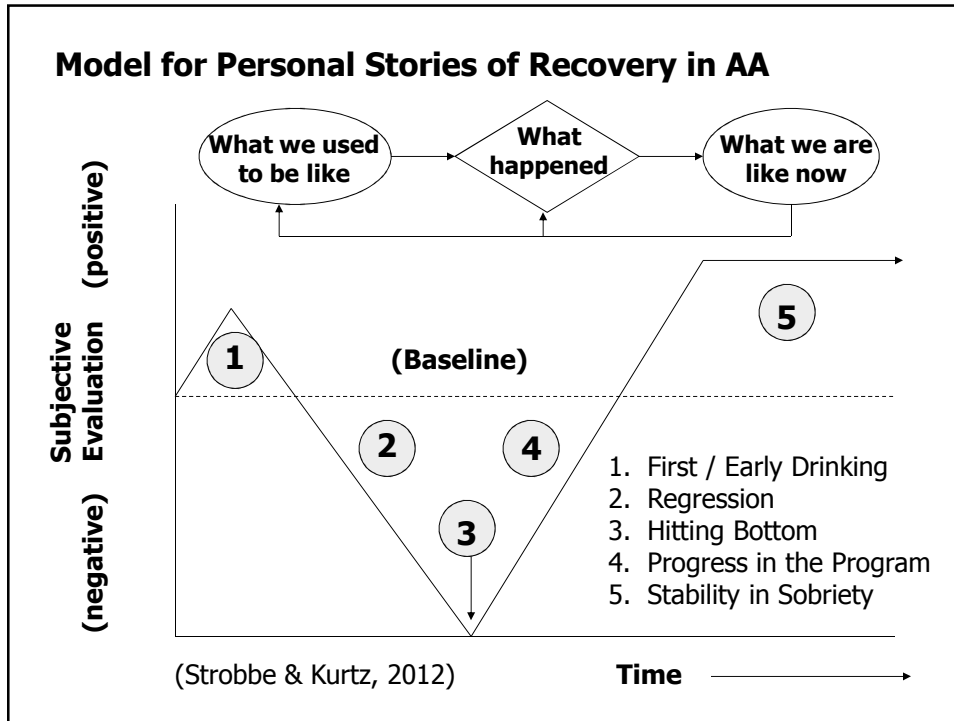 Model for Personal Stories of Recovery in AA
What we used
to be like
What
happened
What we are
like now
(positive)
Subjective
Evaluation
(negative)
1
(Baseline)
5
2
4
3
1. First / Early Drinking
2. Regression
3. Hitting Bottom
4. Progress in the Program
5. Stability in Sobriety
(Strobbe & Kurtz, 2012)
Time